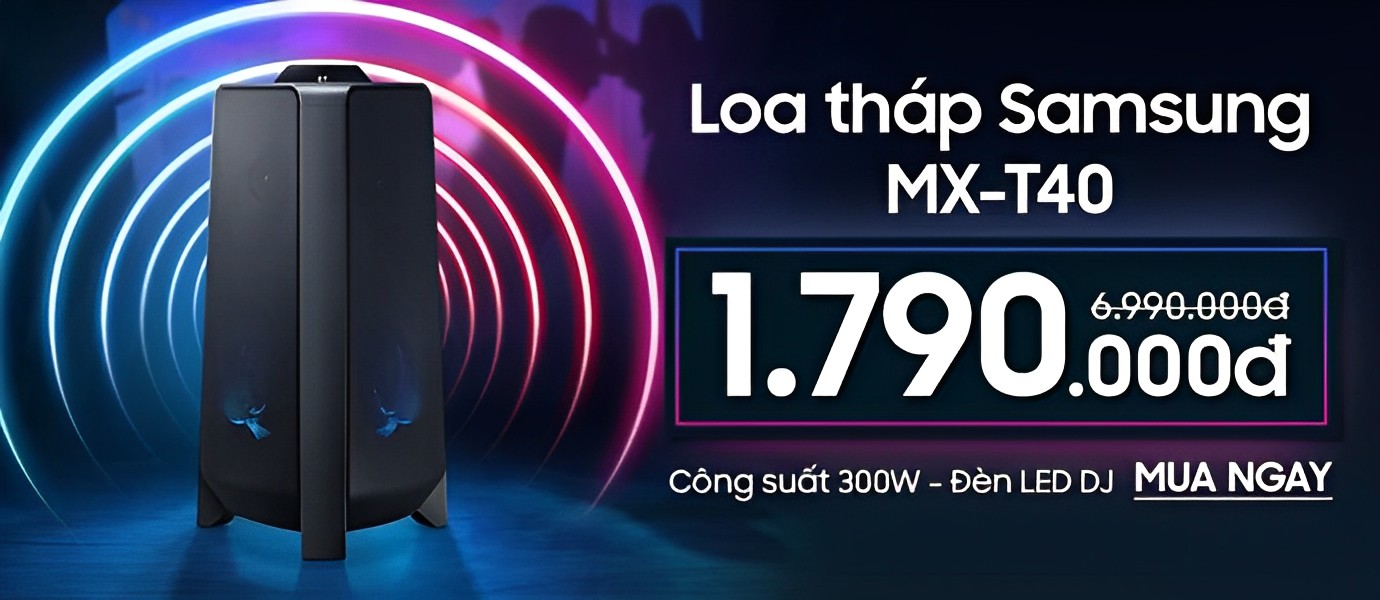 Loa tháp Samsung
MX-T40
6.990.000đ
1.790.000đ
Công suất 300W - Đèn LED DJ MUA NGAY